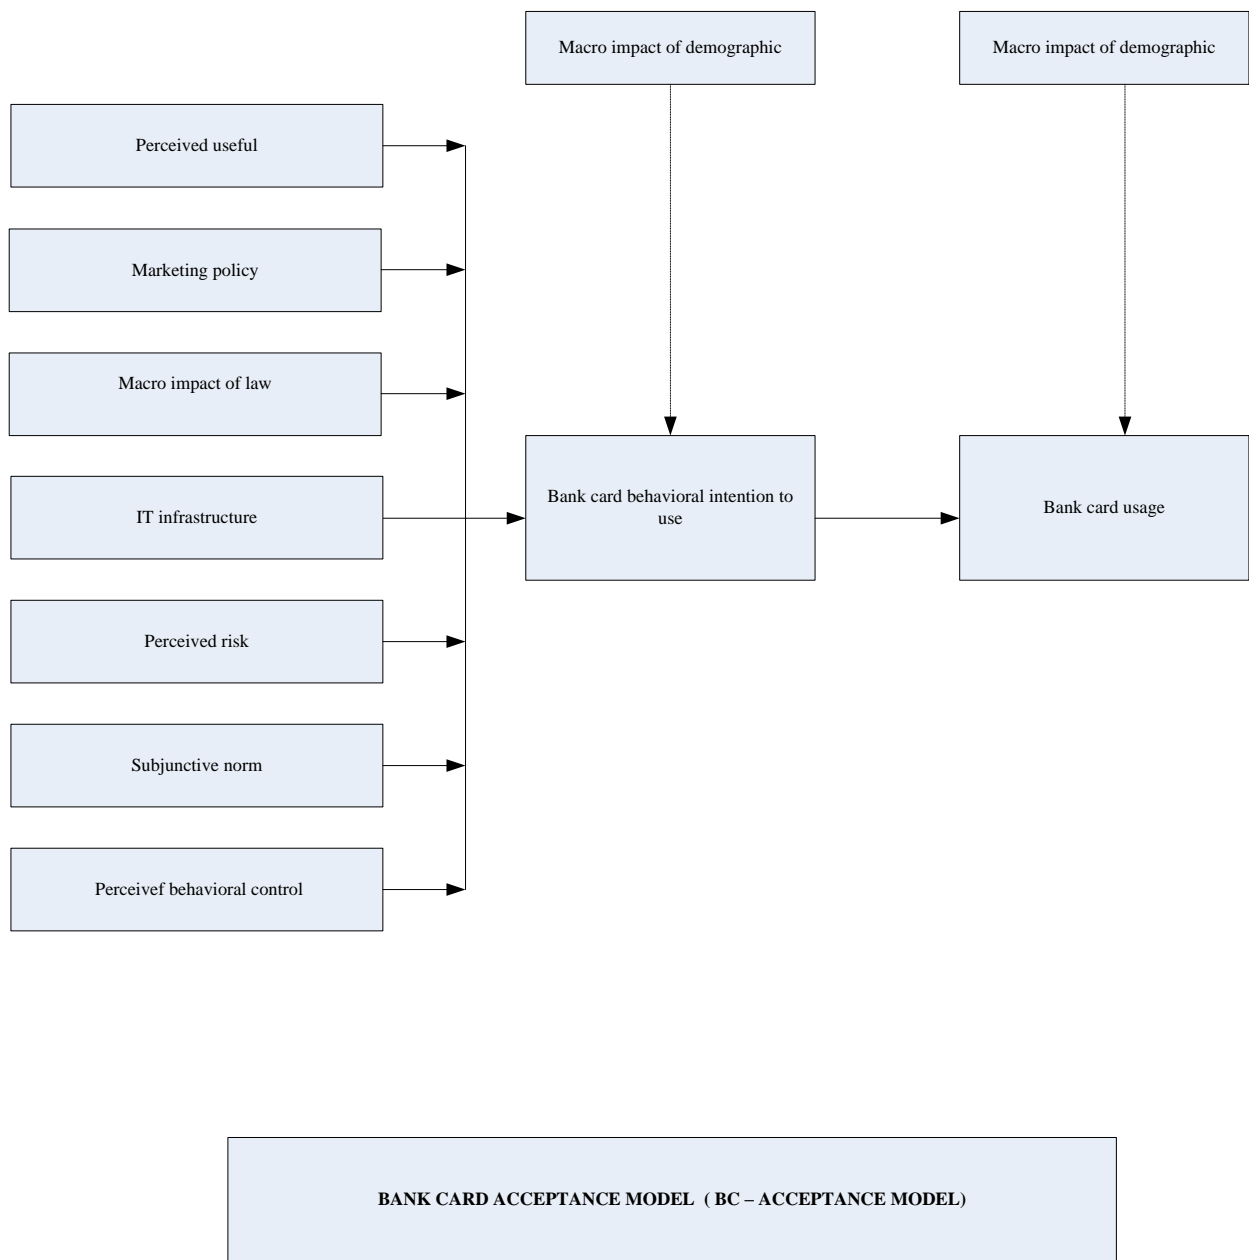 Macro impact of demographic
Macro impact of demographic
Perceived useful
Marketing policy
Macro impact of law
IT infrastructure
Bank card behavioral intention to
use
Bank card usage
Perceived risk
Subjunctive norm
Perceivef behavioral control
BANK CARD ACCEPTANCE MODEL ( BC – ACCEPTANCE MODEL)